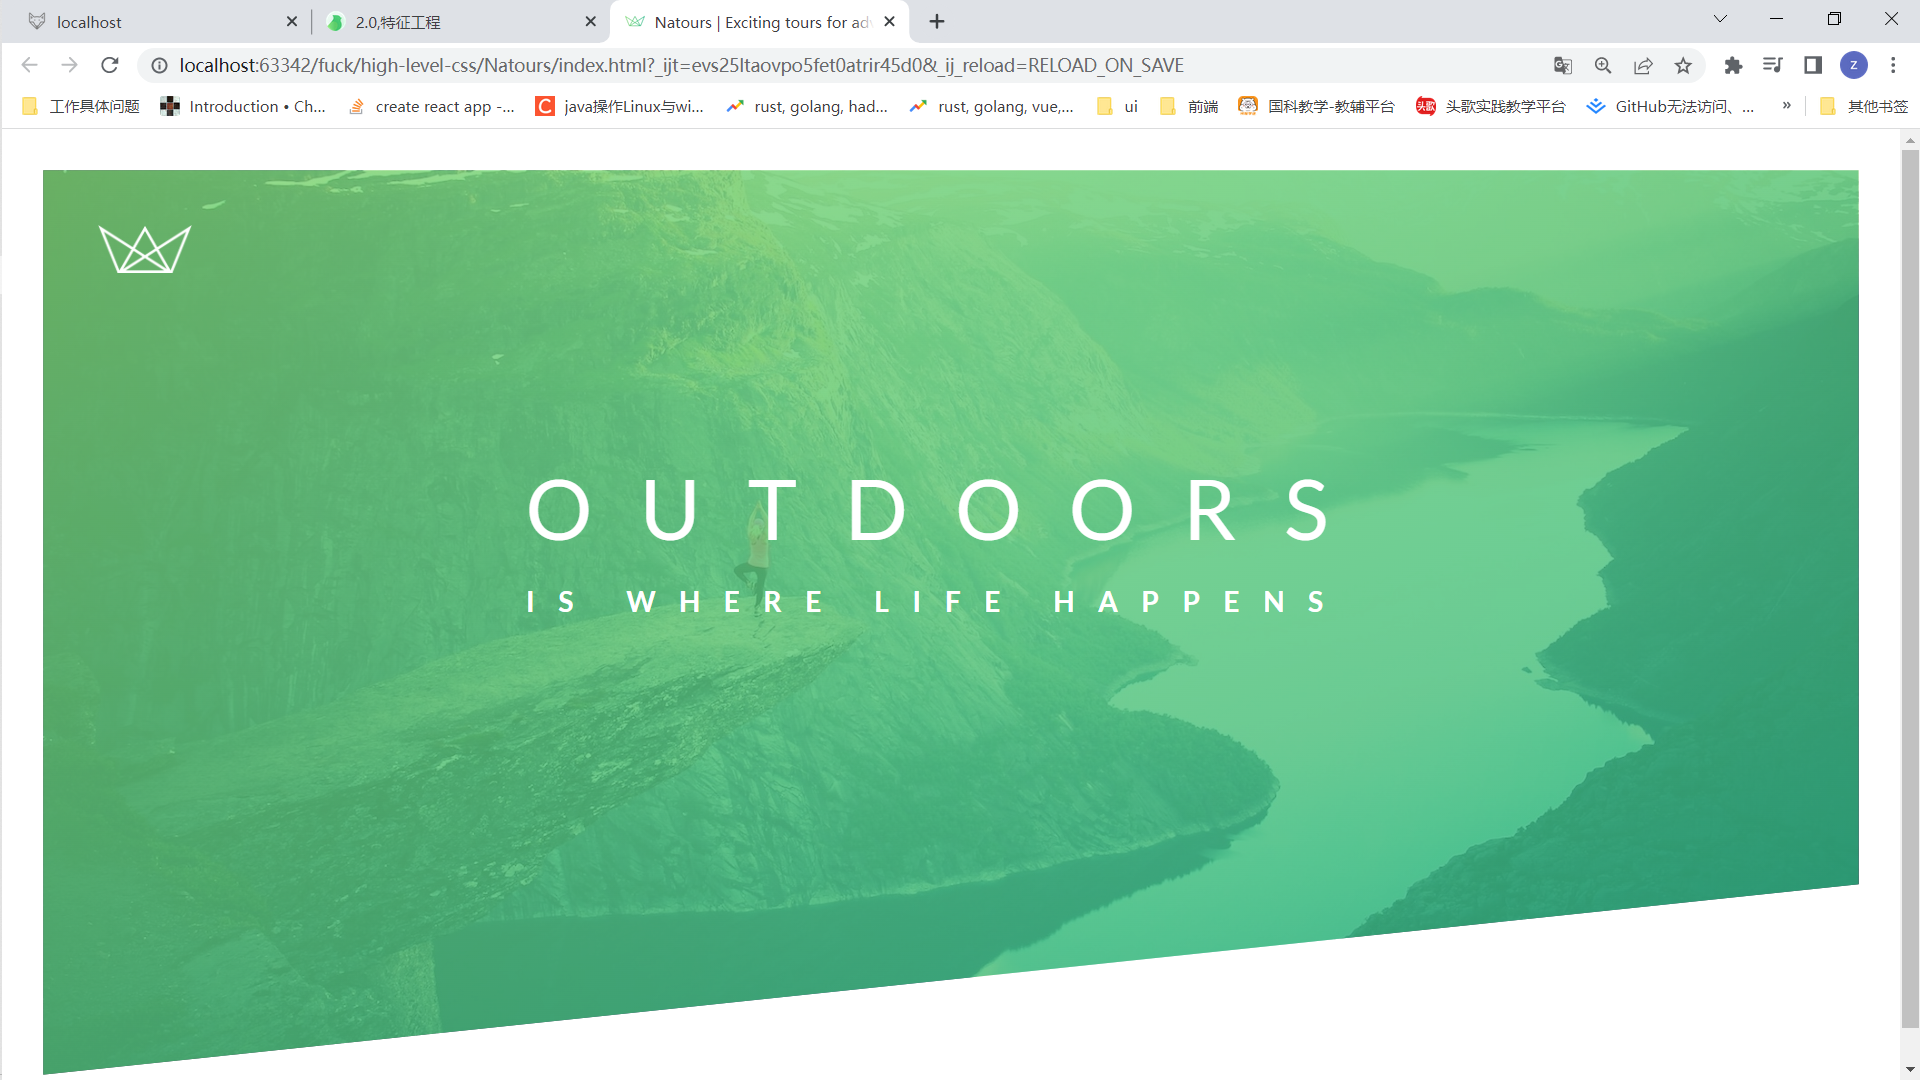 localhost
2.0,特征工程
Natours | Exciting tours for ad
localhost:63342/fuck/high-level-css/Natours/index.html?_ijt=evs25ltaovpo5fet0atrir45d0&_ij_reload=RELOAD_ON_SAVE
z
工作具体问题
Introduction • Ch...
create react app -...
C
java操作Linux与wi...
rust, golang, had...
rust, golang, vue,...
ui
前端
国科教学-教辅平台
头歌
头歌实践教学平台
GitHub无法访问、...
»
其他书签
OUTDOORS
IS WHERE LIFE HAPPENS